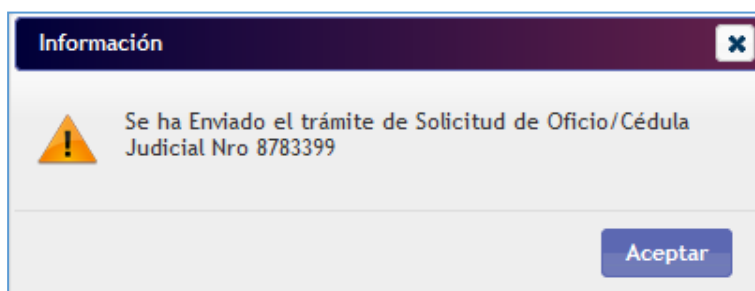 Información
Se ha Enviado el trámite de Solicitud de Oficio/Cédula
Judicial Nro 8783399
Aceptar